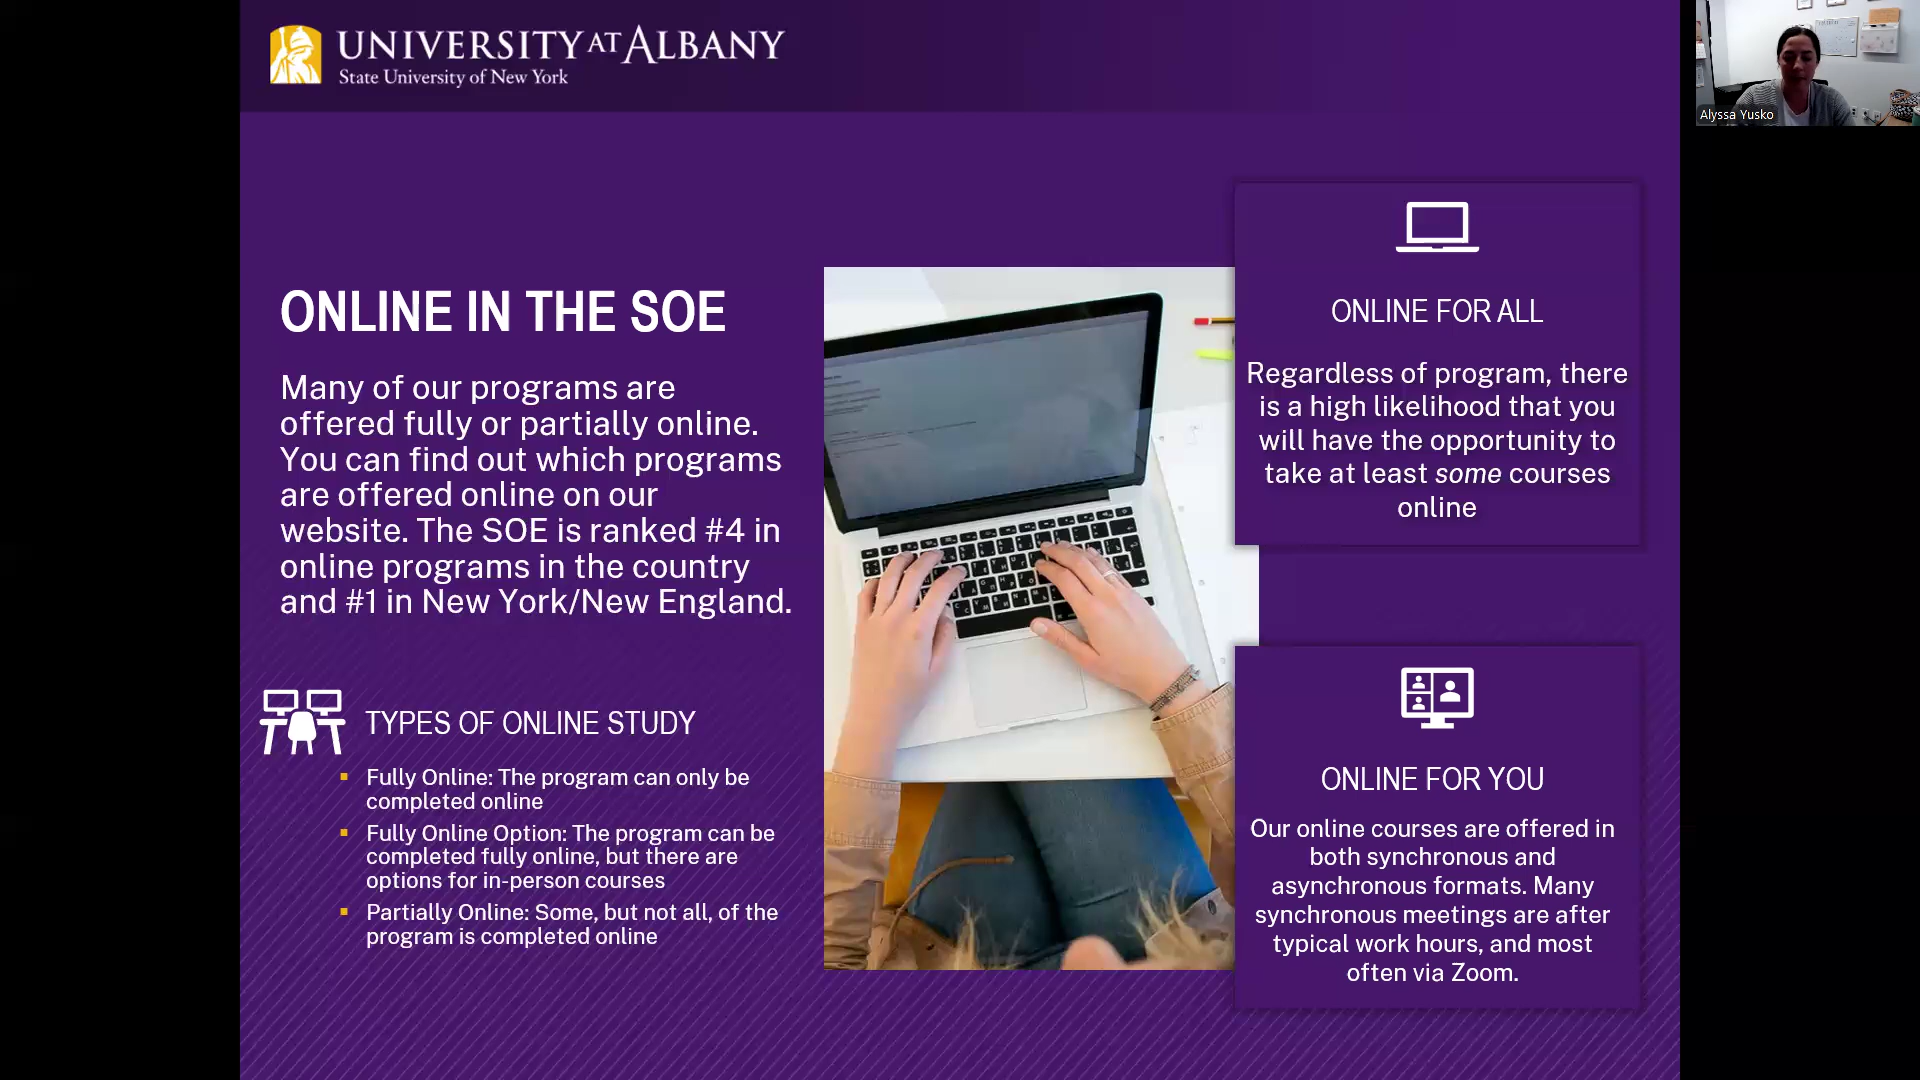 UNIVERSITY AT ALBANY
State University of New York
Alyssa Yusko
ONLINE IN THE SOE
Many of our programs are
offered fully or partially online.
You can find out which programs
are offered online on our
website. The SOE is ranked #4 in
online programs in the country
and #1 in New York/New England.
TYPES OF ONLINE STUDY
▪ Fully Online: The program can only be
completed online
▪ Fully Online Option: The program can be
completed fully online, but there are
options for in-person courses
▪ Partially Online: Some, but not all, of the
program is completed online
ONLINE FOR ALL
Regardless of program, there
is a high likelihood that you
will have the opportunity to
take at least some courses
online
ONLINE FOR YOU
Our online courses are offered in
both synchronous and
asynchronous formats. Many
synchronous meetings are after
typical work hours, and most
often via Zoom.